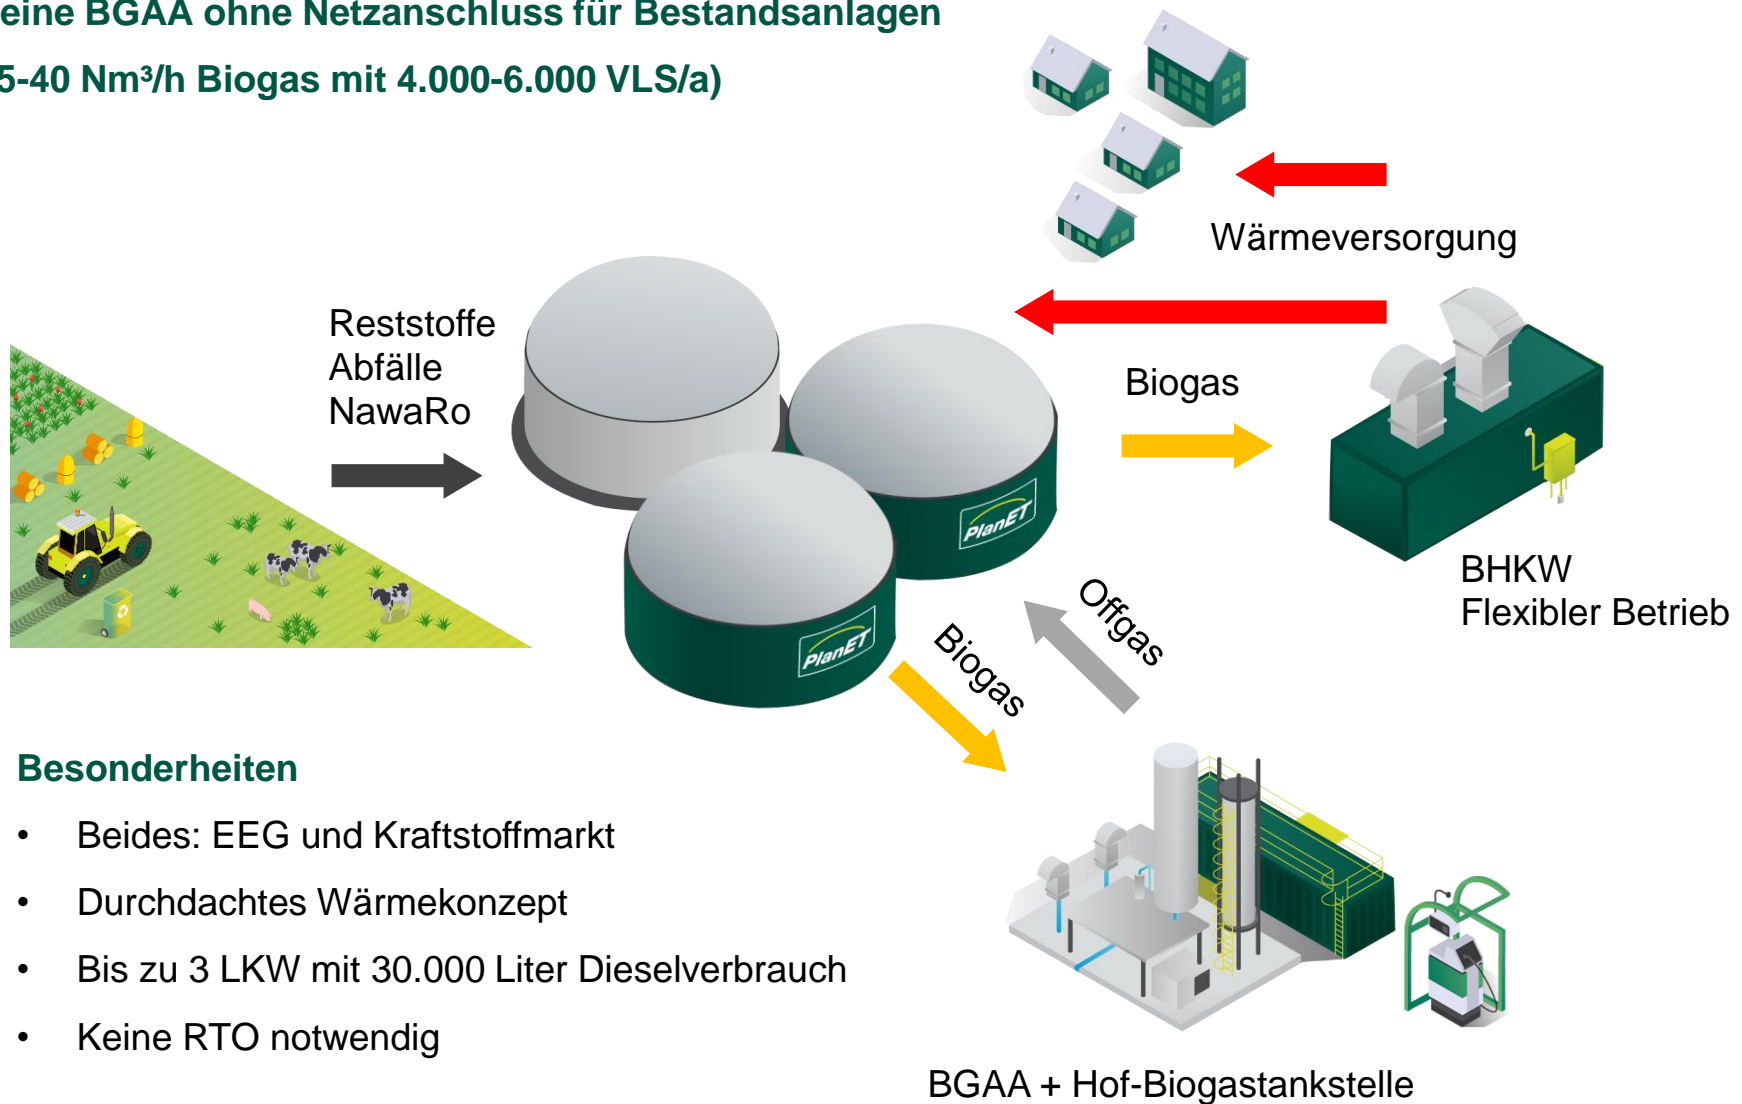 eine BGAA ohne Netzanschluss für Bestandsanlagen
5-40 Nm³/h Biogas mit 4.000-6.000 VLS/a)
Wärmeversorgung
Reststoffe
Abfälle
NawaRo
Biogas
PlanET
BHKW
Flexibler Betrieb
Offgas
PlanET
Biogas
Besonderheiten
• Beides: EEG und Kraftstoffmarkt
• Durchdachtes Wärmekonzept
• Bis zu 3 LKW mit 30.000 Liter Dieselverbrauch
• Keine RTO notwendig
BGAA + Hof-Biogastankstelle